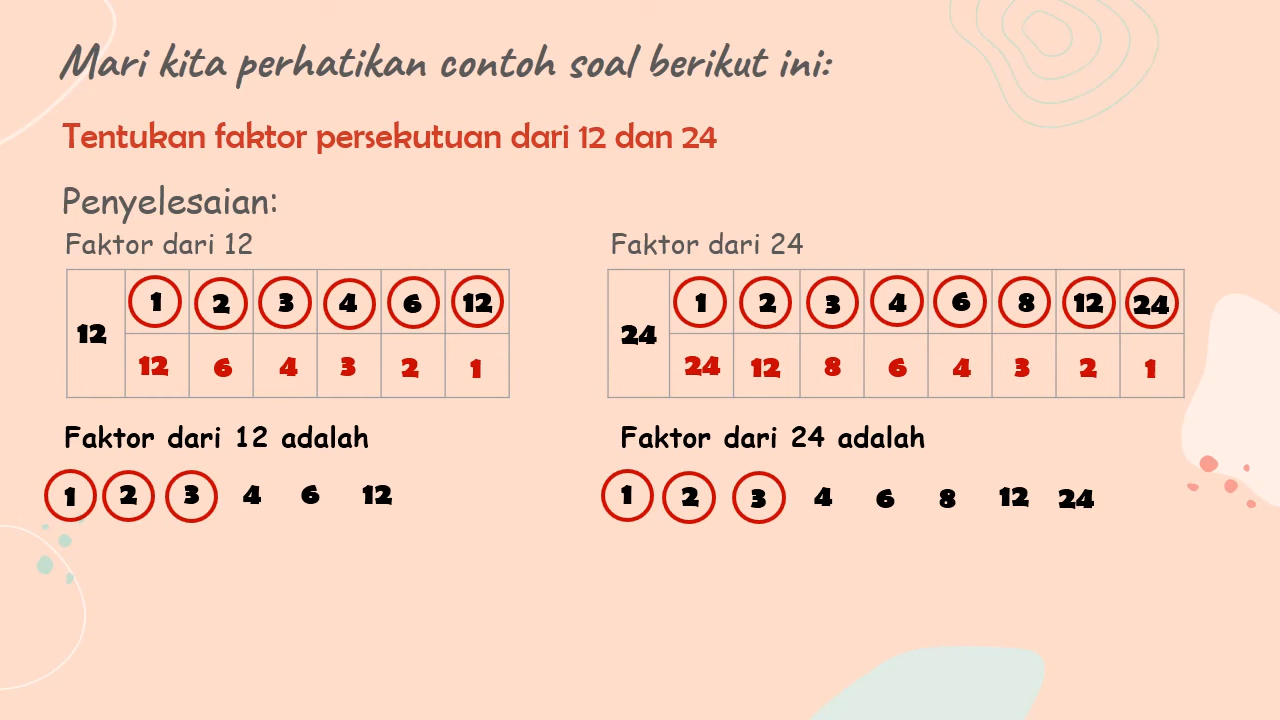 Mari kita perhatikan contoh soal berikut ini:
Tentukan faktor persekutuan dari 12 dan 24
Penyelesaian:
Faktor dari 12
12
1 2 3 4 6 12
12 6 4 3 2 1
Faktor dari 12 adalah
1 2 3 4 6 12
Faktor dari 24
24
1 2 3 4 6 8 12 24
24 12 8 6 4 3 2 1
Faktor dari 24 adalah
1 2 3 4 6 8 12 24